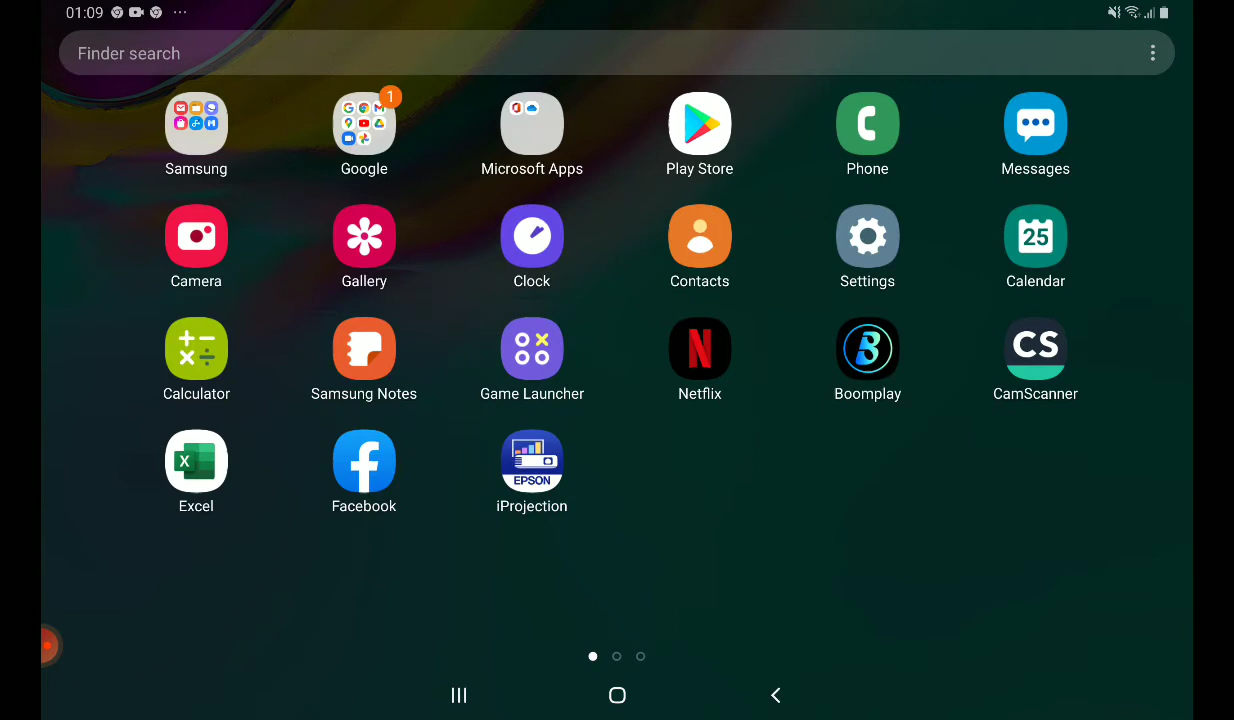 01:09
Finder search
1
Samsung
Google
Microsoft Apps
Play Store
Phone
Messages
25
Camera
Gallery
Clock
Contacts
Settings
Calendar
CS
Calculator
Samsung Notes
Game Launcher
Netflix
Boomplay
CamScanner
EPSON
Excel
Facebook
iProjection